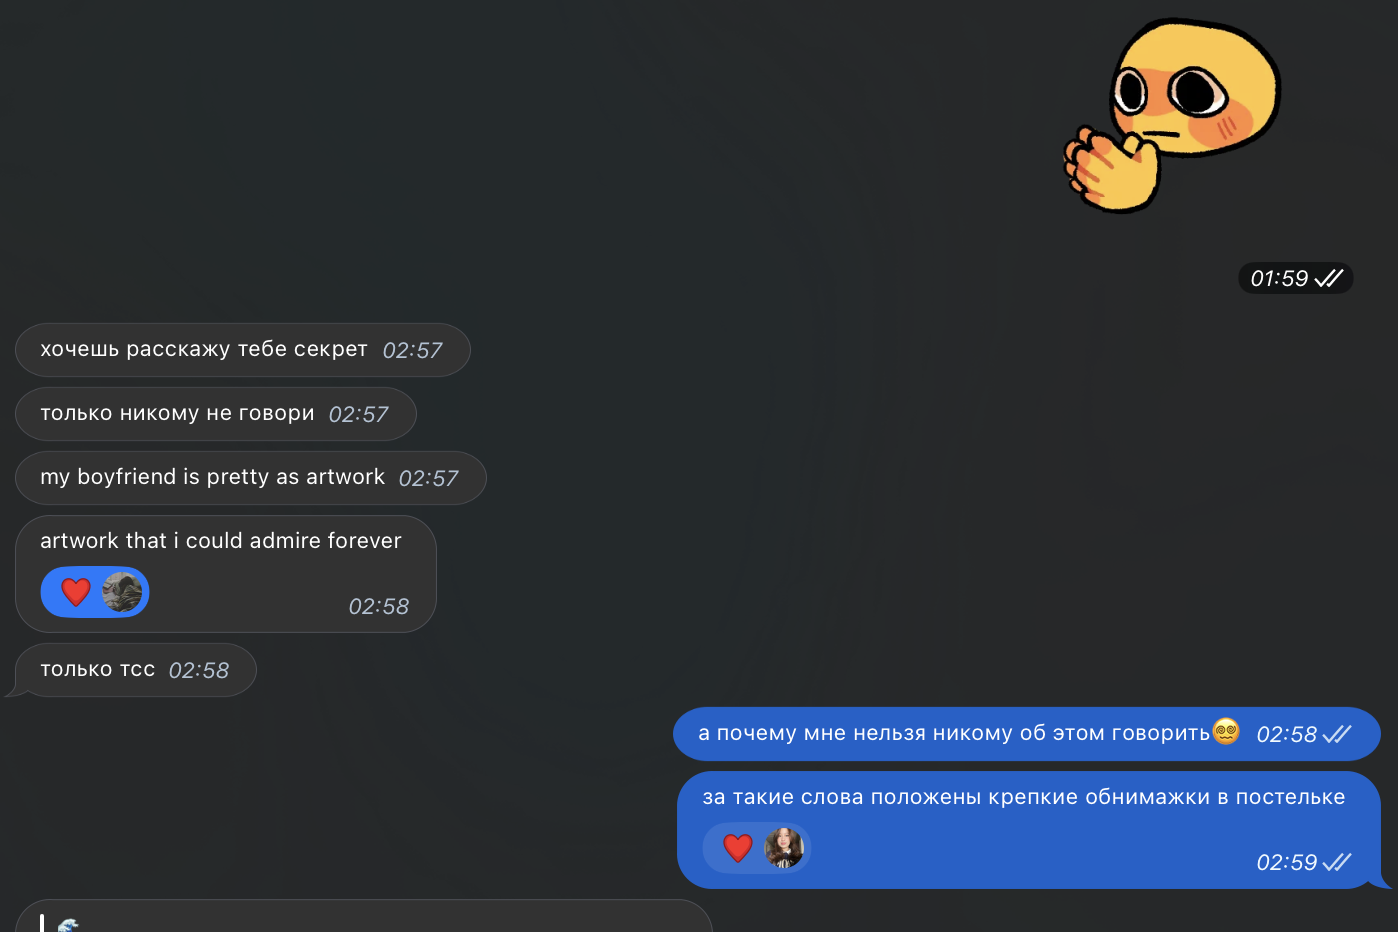 01:59
хочешь расскажу тебе секрет 02:57
только никому не говори 02:57
my boyfriend is pretty as artwork 02:57
artwork that i could admire forever
02:58
только тсс 02:58
а почему мне нельзя никому об этом говорить😵‍💫 02:58
за такие слова положены крепкие обнимажки в постельке
02:59